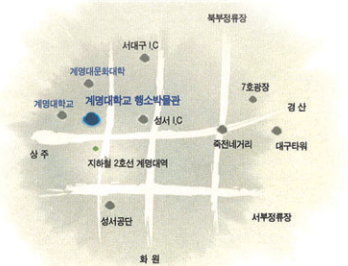 북부정류장
서대구 I.C
계명대문화대학
7호광장
계명대학교
계명대학교 행소박물관
경 산
성서 I.C
죽전네거리
대구타워
상 주
지하철 2호선 계명대역
성서공단
서부정류장
화 원